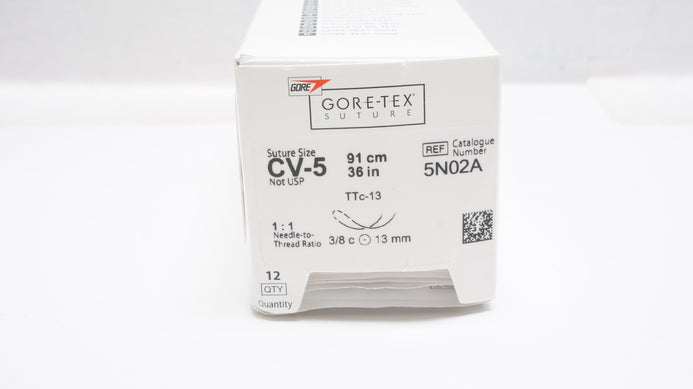 GORE
GORE-TEX®
SUTURE
Suture Size
CV-5
Not USP
91 cm
36 in
REF Catalogue Number
5N02A
TTc-13
1 : 1
Needle-to-
Thread Ratio
3/8 c 13 mm
12
QTY
Quantity